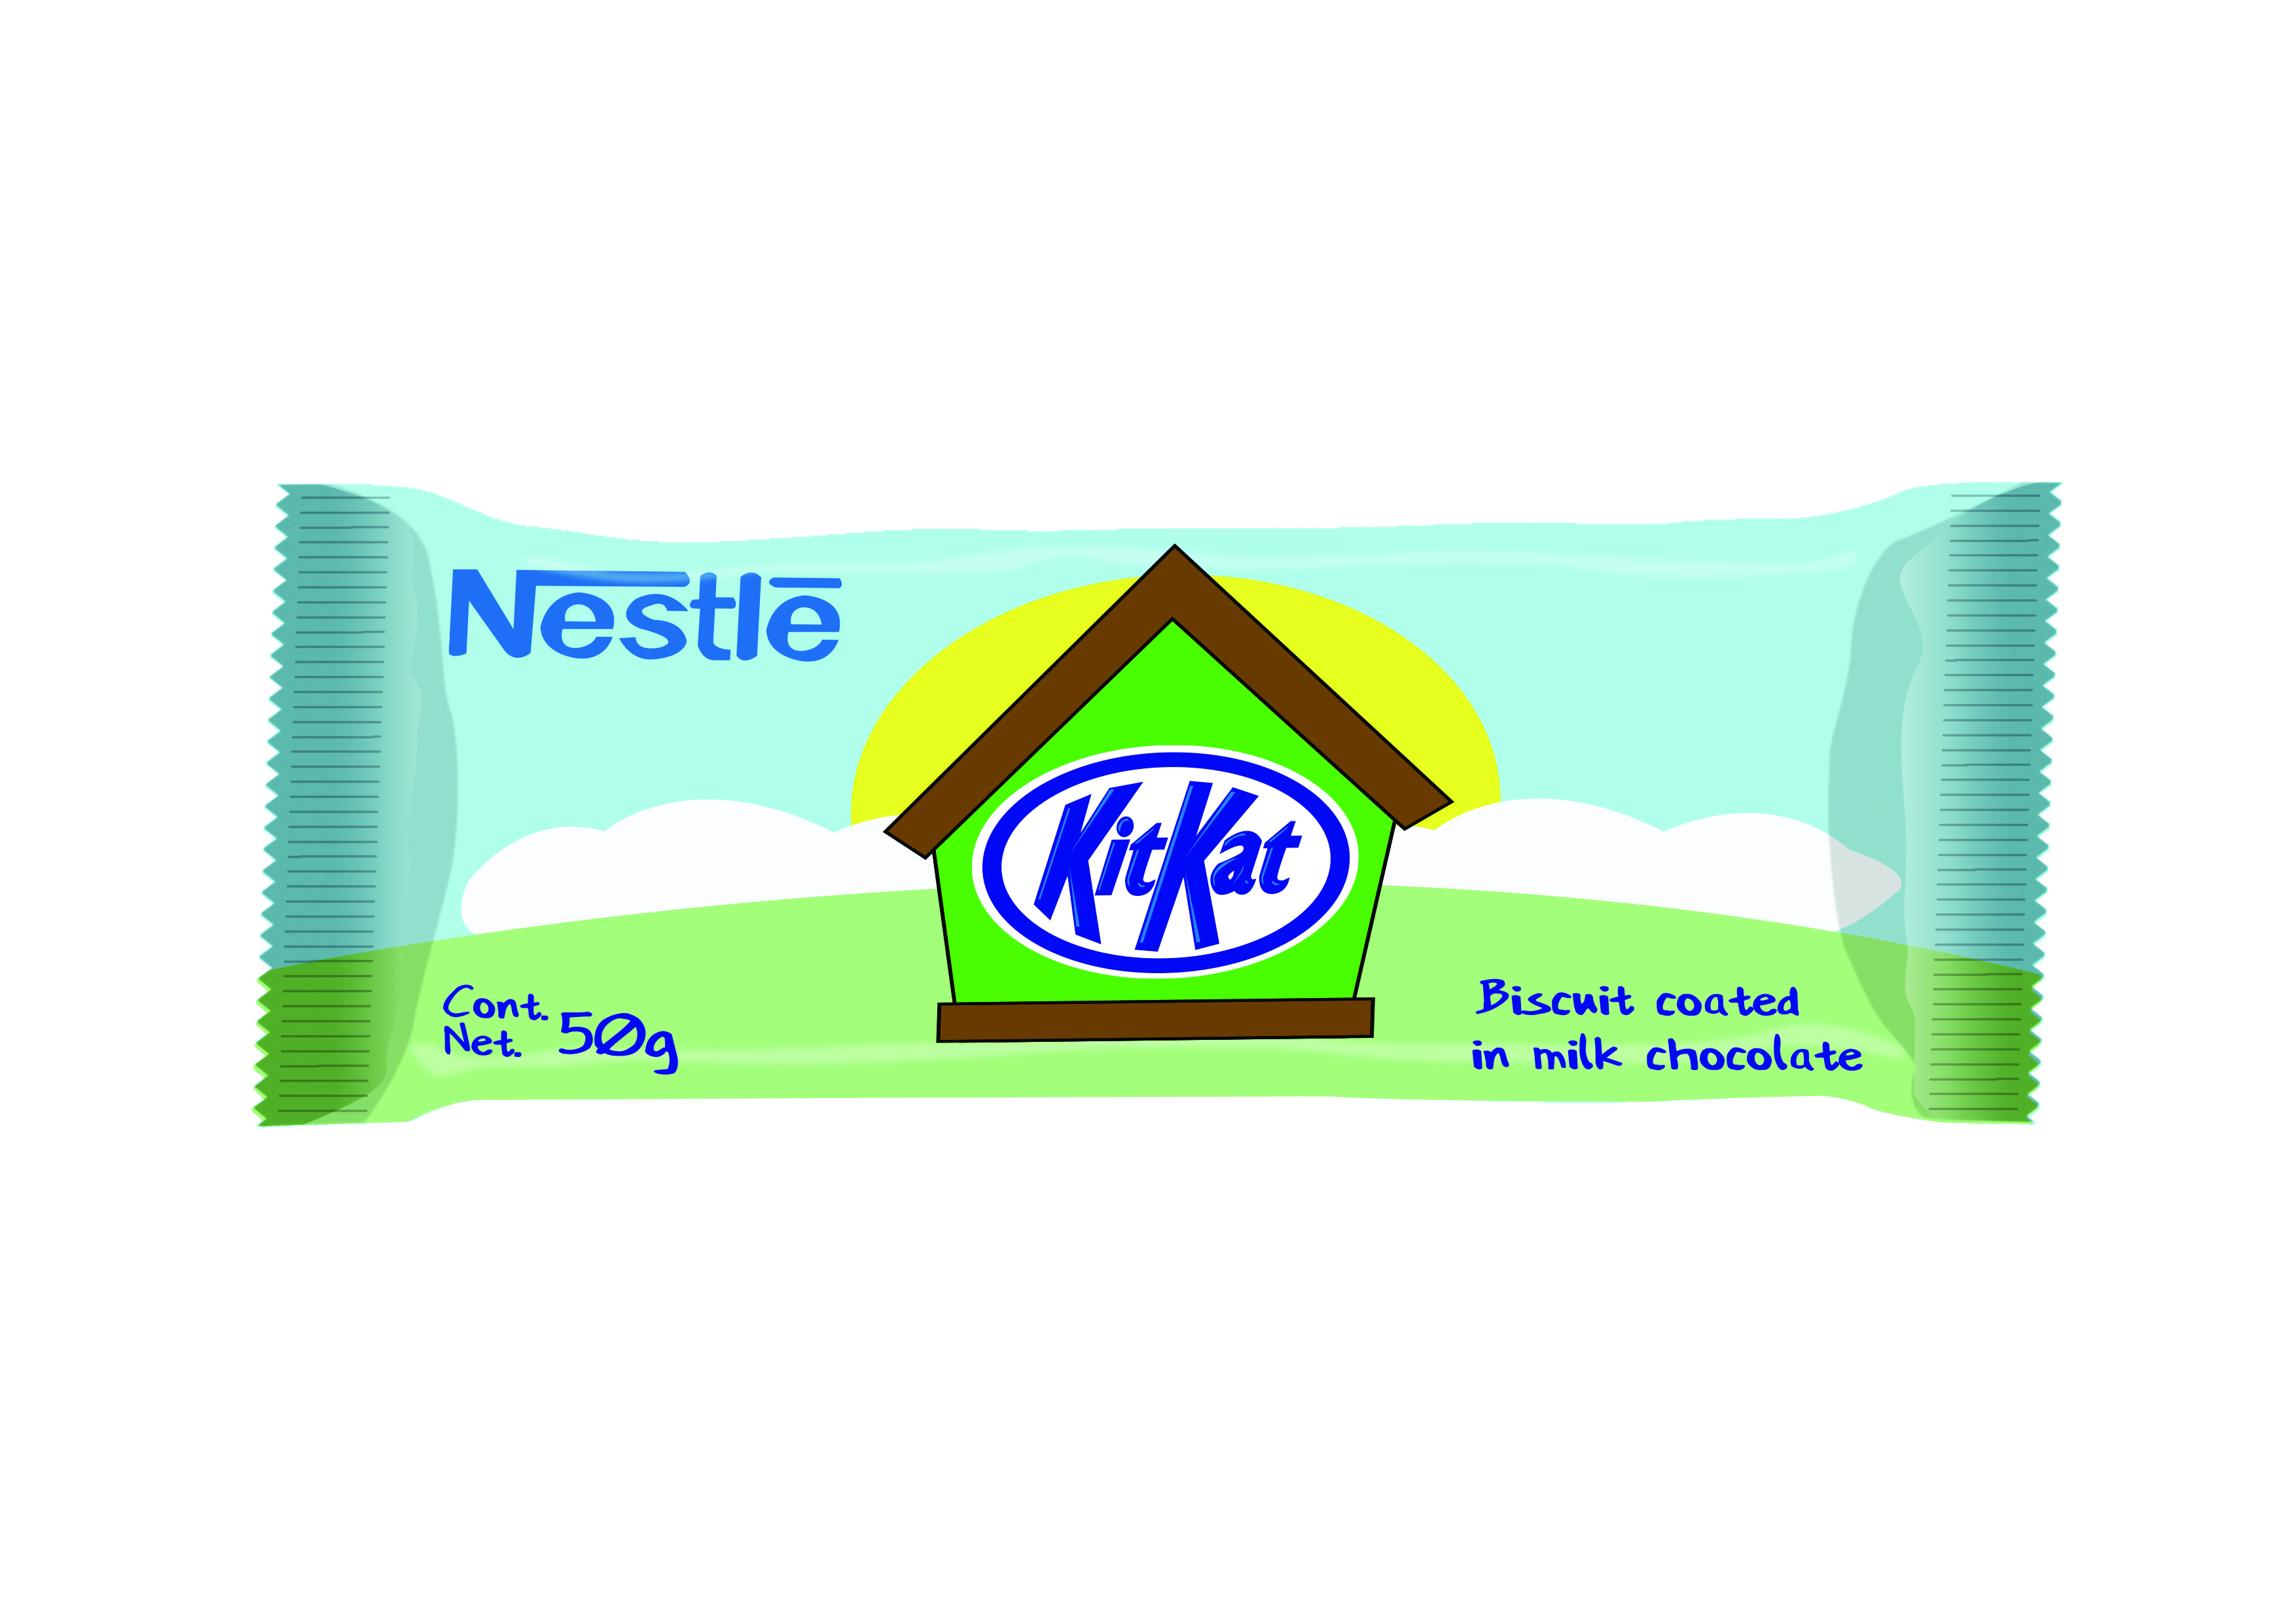 Nestlē
KitKat
Cont.
Net. 50g
Biscuit coated
in milk chocolate